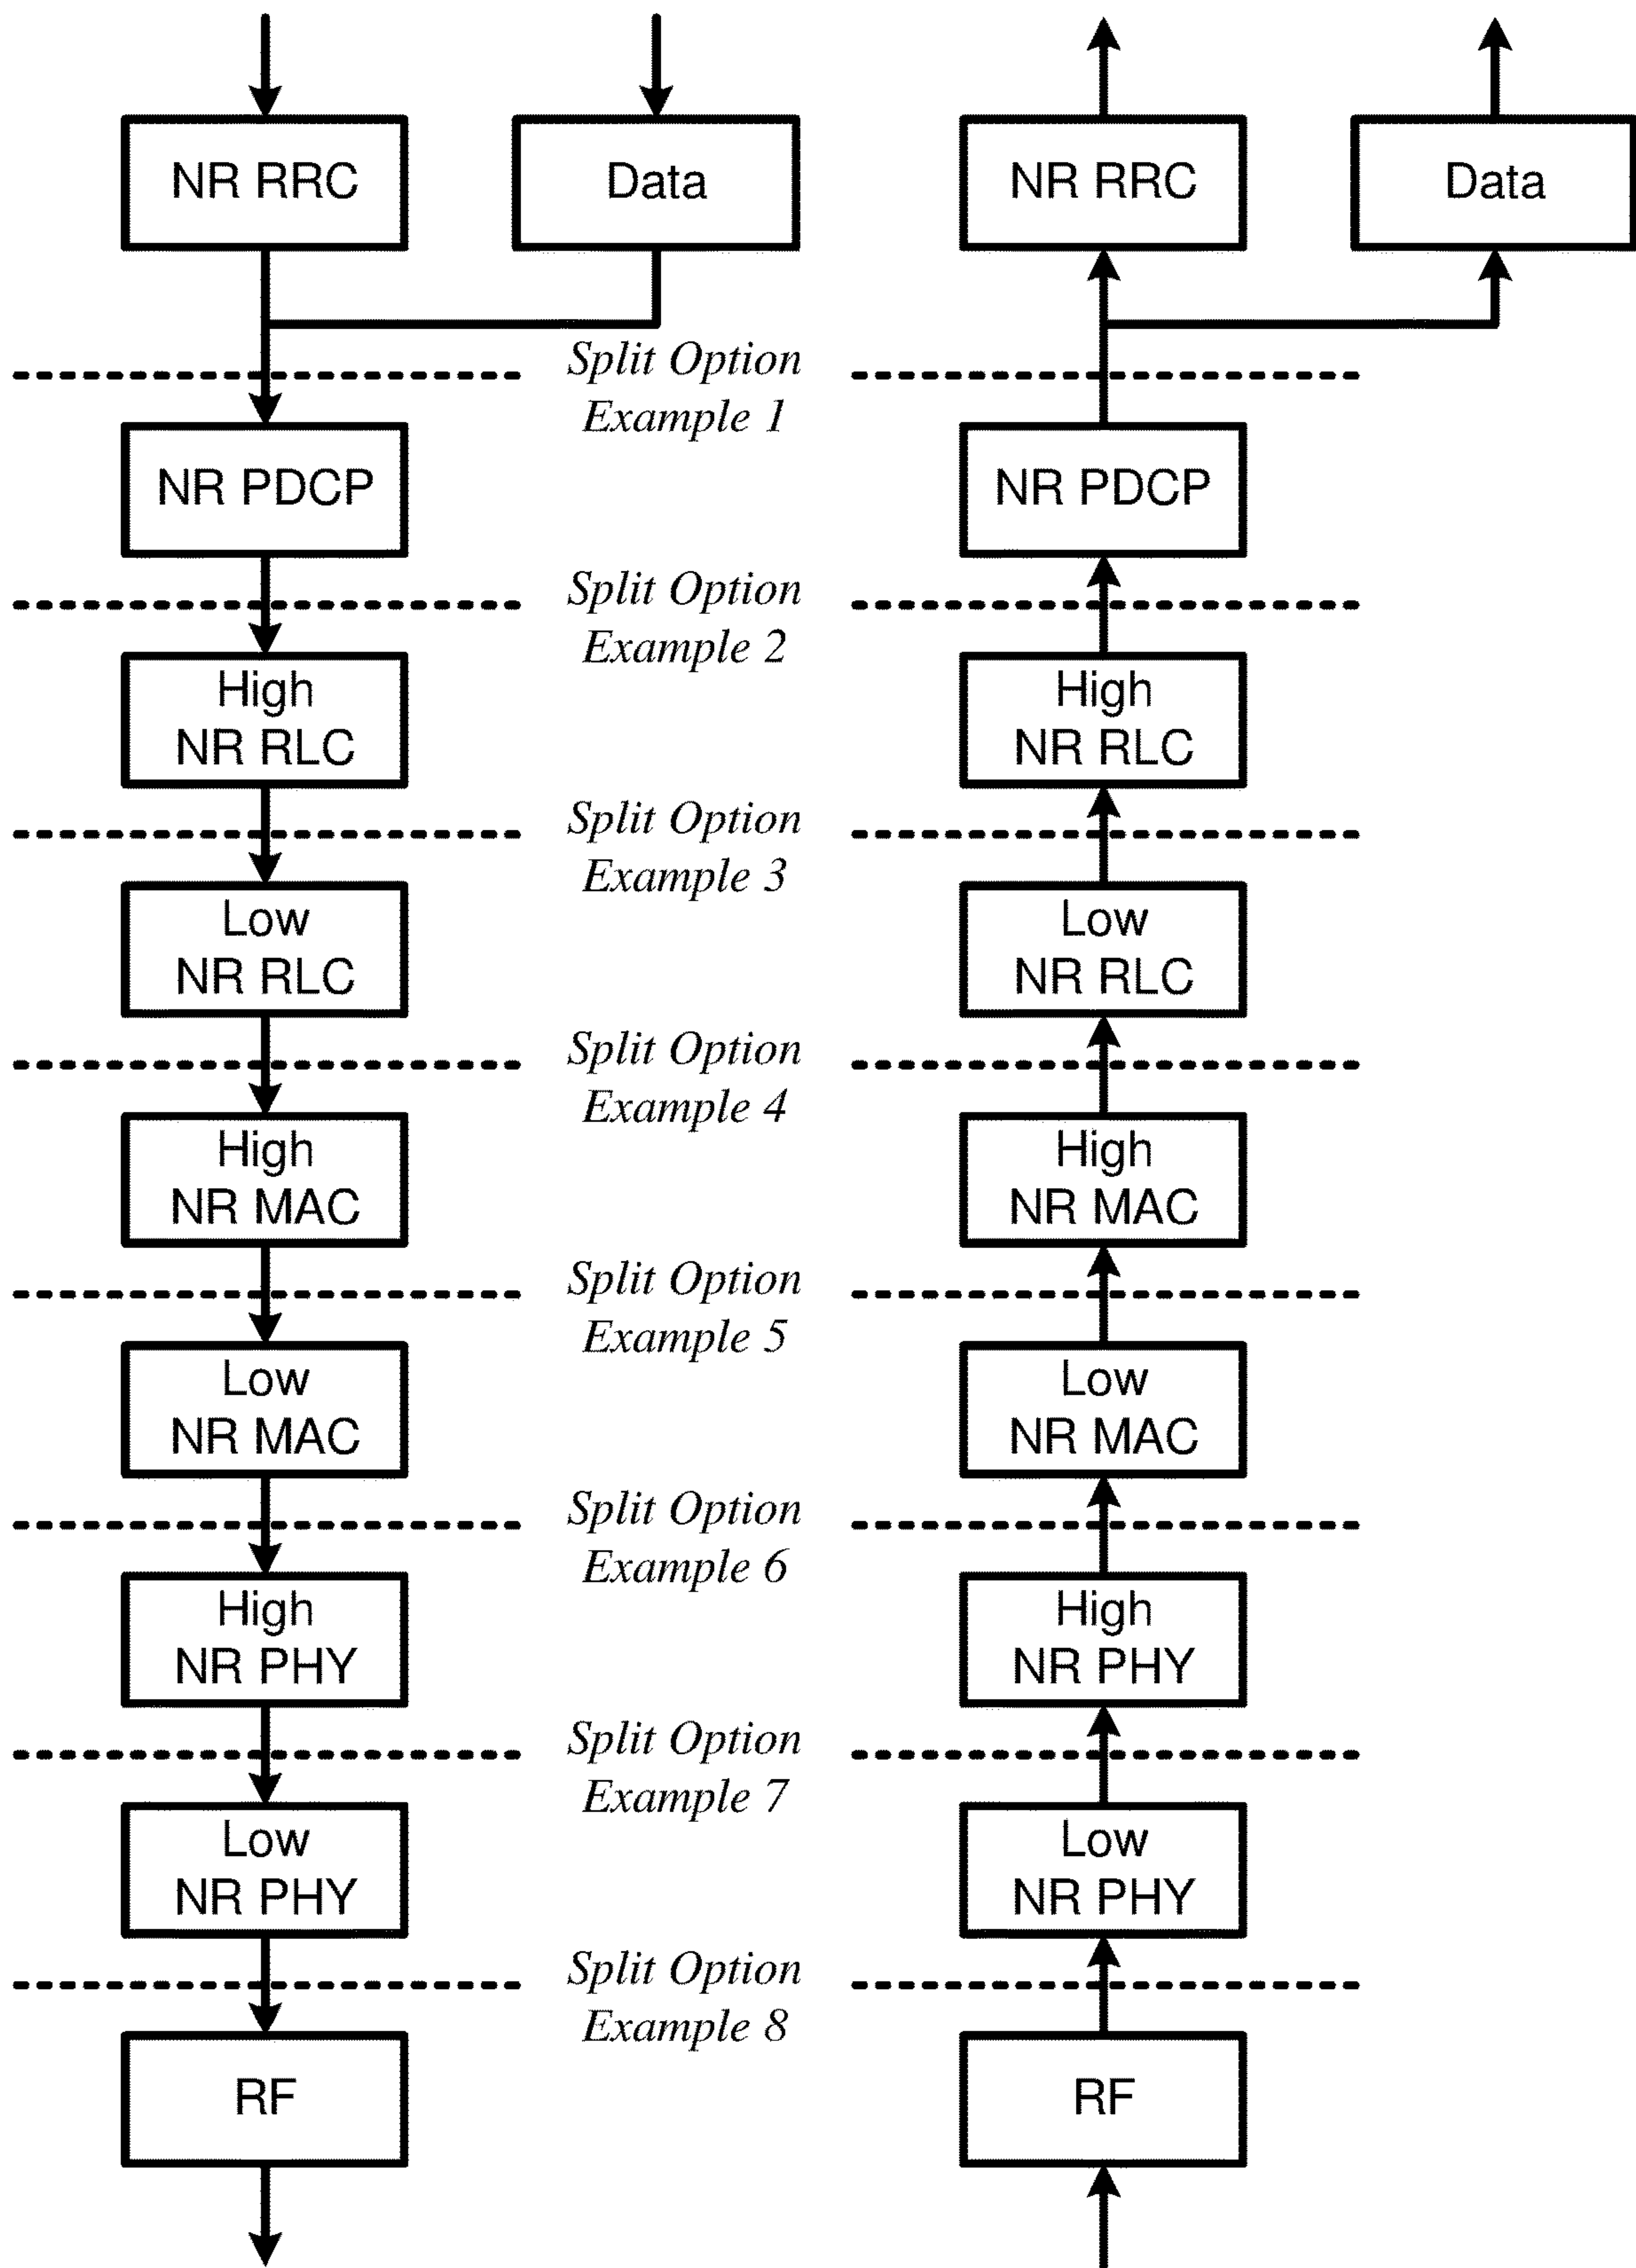 NR RRC
Data
NR RRC
Data
Split Option
Example 1
NR PDCP
NR PDCP
Split Option
Example 2
High
NR RLC
High
NR RLC
Split Option
Example 3
Low
NR RLC
Low
NR RLC
Split Option
Example 4
High
NR MAC
High
NR MAC
Split Option
Example 5
Low
NR MAC
Low
NR MAC
Split Option
Example 6
High
NR PHY
High
NR PHY
Split Option
Example 7
Low
NR PHY
Low
NR PHY
Split Option
Example 8
RF
RF